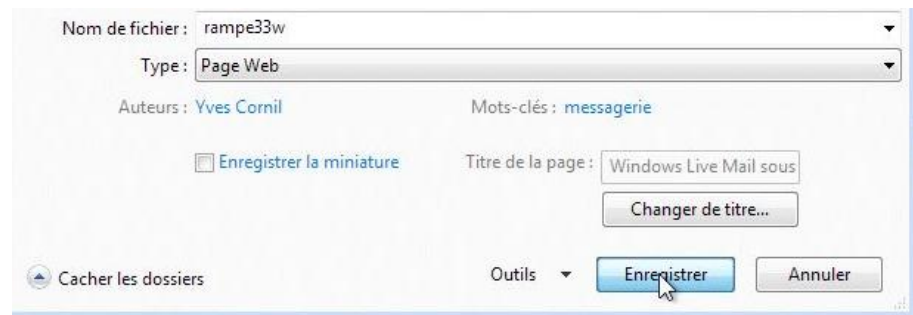 Nom de fichier : rampe33w
Type : Page Web
Auteurs : Yves Cornil Mots-clés : messagerie
Enregistrer la miniature Titre de la page : Windows Live Mail sous
Changer de titre...
Cacher les dossiers Outils Enregistrer Annuler